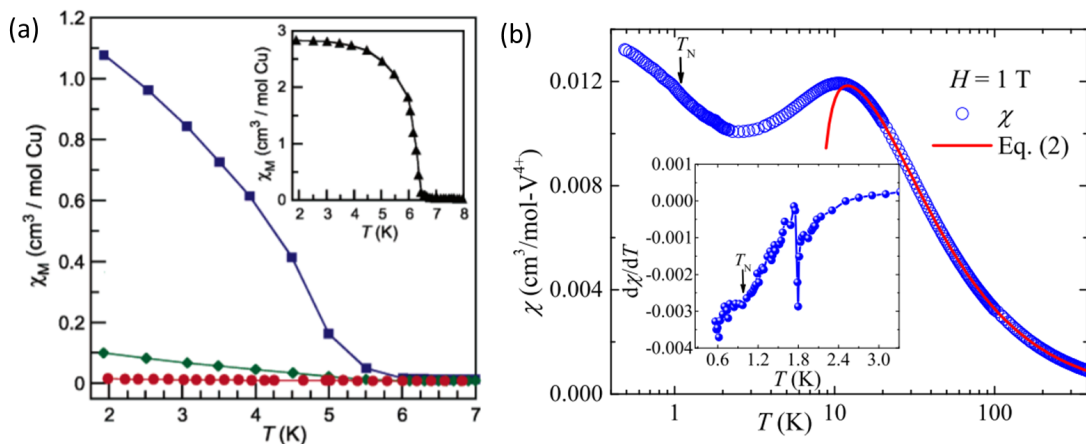 (a)
χM (cm³ / mol Cu)
1.2
1.0
0.8
0.6
0.4
0.2
0
2
3
4
5
6
7
T (K)
χM (cm³ / mol Cu)
3
2
1
0
2
3
4
5
6
7
8
T (K)
(b)
χ (cm³/mol-V⁴⁺)
0.012
0.008
0.004
0.000
TN
H = 1 T
χ
Eq. (2)
dχ/dT
0.001
0.000
-0.001
-0.002
-0.003
-0.004
TN
0.6
1.2
1.8
2.4
3.0
T (K)
1
10
100
T (K)